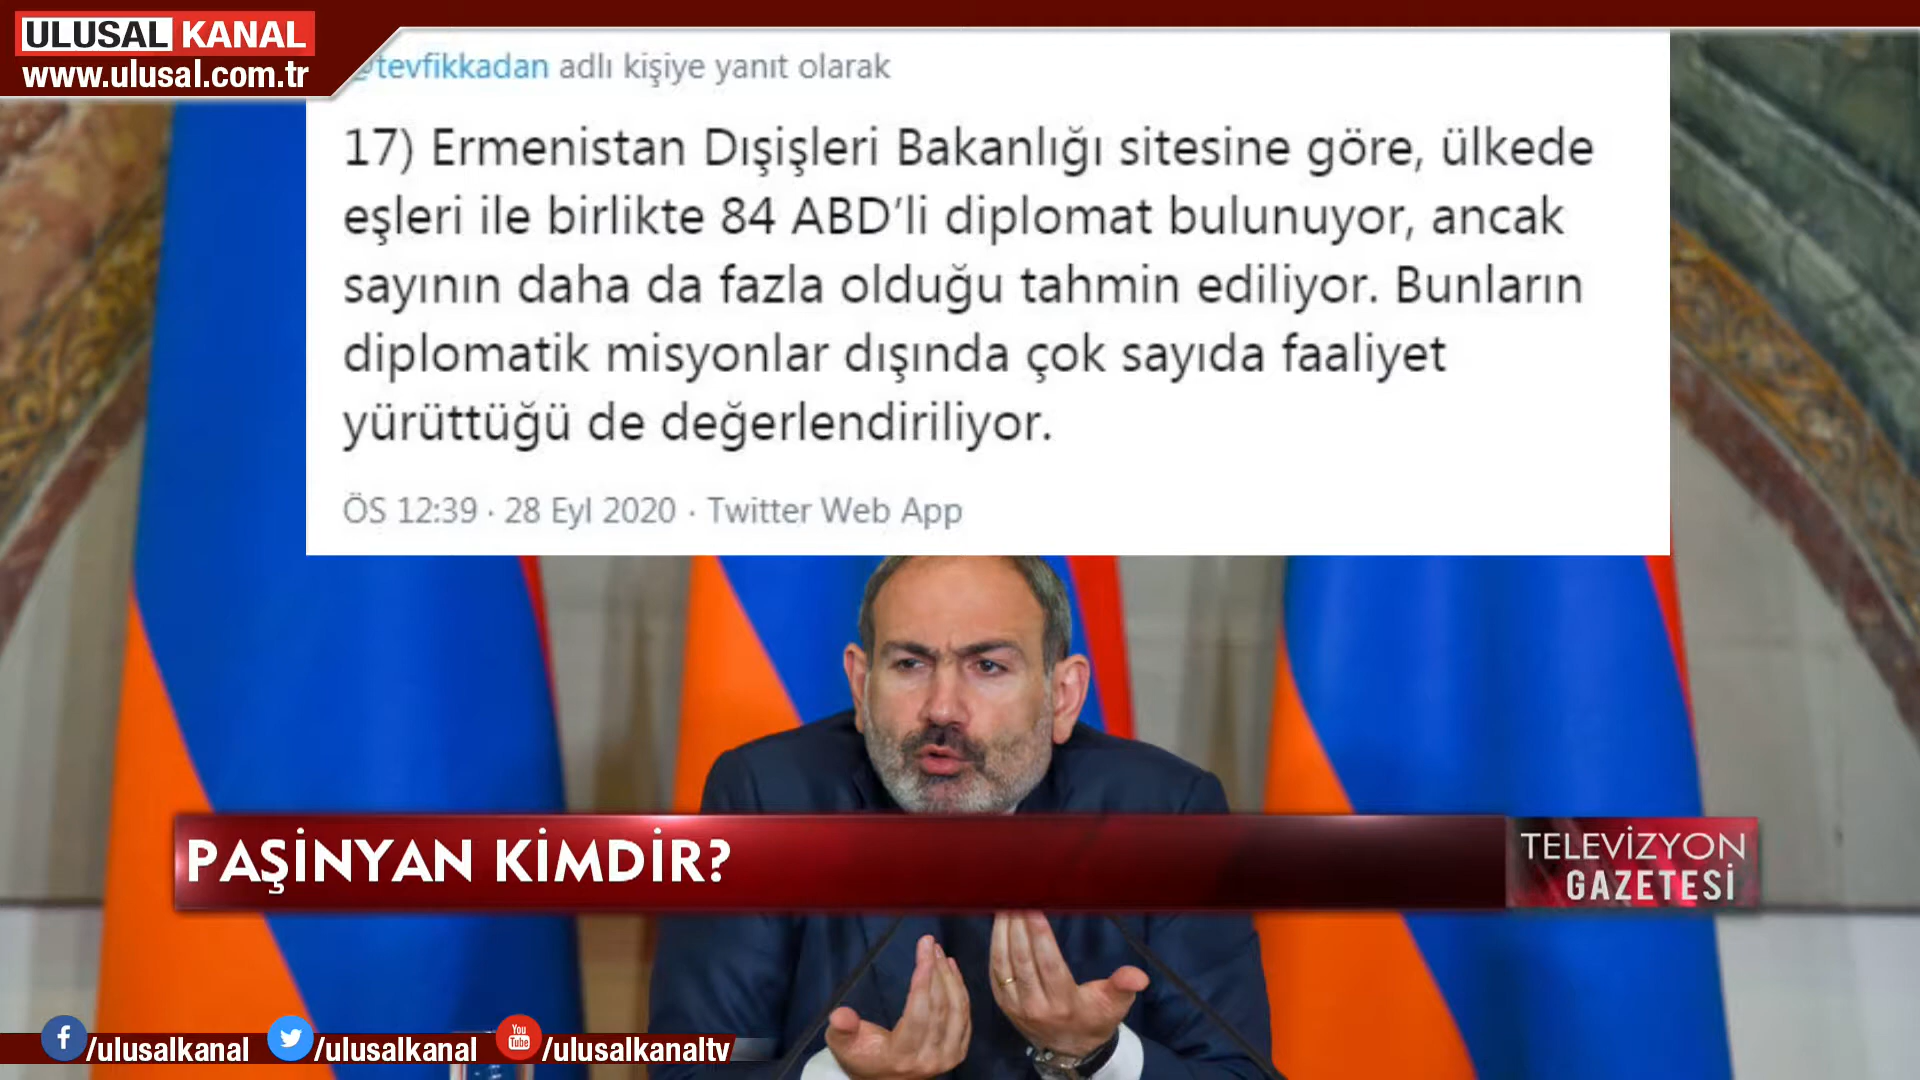 ULUSAL KANAL
www.ulusal.com.tr
@tevfikkadan adlı kişiye yanıt olarak
17) Ermenistan Dışişleri Bakanlığı sitesine göre, ülkede
eşleri ile birlikte 84 ABD'li diplomat bulunuyor, ancak
sayının daha da fazla olduğu tahmin ediliyor. Bunların
diplomatik misyonlar dışında çok sayıda faaliyet
yürüttüğü de değerlendiriliyor.
ÖS 12:39 · 28 Eyl 2020 · Twitter Web App
PAŞİNYAN KİMDİR?
TELEVİZYON
GAZETESİ
/ulusalkanal
/ulusalkanal
You
Tube
/ulusalkanaltv